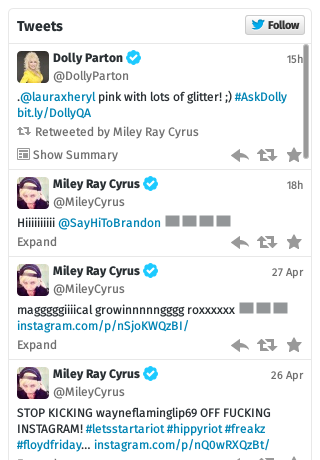 Tweets
Follow
Dolly Parton
15h
@DollyParton
.@lauraxheryl pink with lots of glitter! ;) #AskDolly
bit.ly/DollyQA
Retweeted by Miley Ray Cyrus
Show Summary
Miley Ray Cyrus
18h
@MileyCyrus
Hiiiiiiiiii @SayHiToBrandon
Expand
Miley Ray Cyrus
27 Apr
@MileyCyrus
magggggiiiical growinnnnngggg roxxxxxx
instagram.com/p/nSjoKWQzBI/
Expand
Miley Ray Cyrus
26 Apr
@MileyCyrus
STOP KICKING wayneflaminglip69 OFF FUCKING
INSTAGRAM! #letsstartariot #hippyriot #freakz
#floydfriday... instagram.com/p/nQ0wRXQzBt/